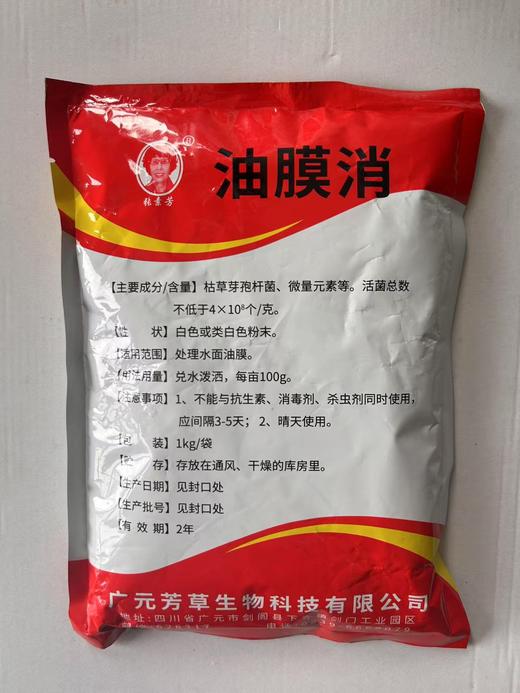 ®
张素芳
油膜消
【主要成分/含量】枯草芽孢杆菌、微量元素等。活菌总数
不低于4×10⁸个/克。
【性 状】白色或类白色粉末。
【适用范围】处理水面油膜。
【用法用量】兑水泼洒，每亩100g。
【注意事项】1、不能与抗生素、消毒剂、杀虫剂同时使用，
应间隔3-5天；2、晴天使用。
【包 装】1kg/袋
【贮 存】存放在通风、干燥的库房里。
【生产日期】见封口处
【生产批号】见封口处
【有 效 期】2年
广元芳草生物科技有限公司
地址:四川省广元市剑阁县下寺镇剑门工业园区
电话